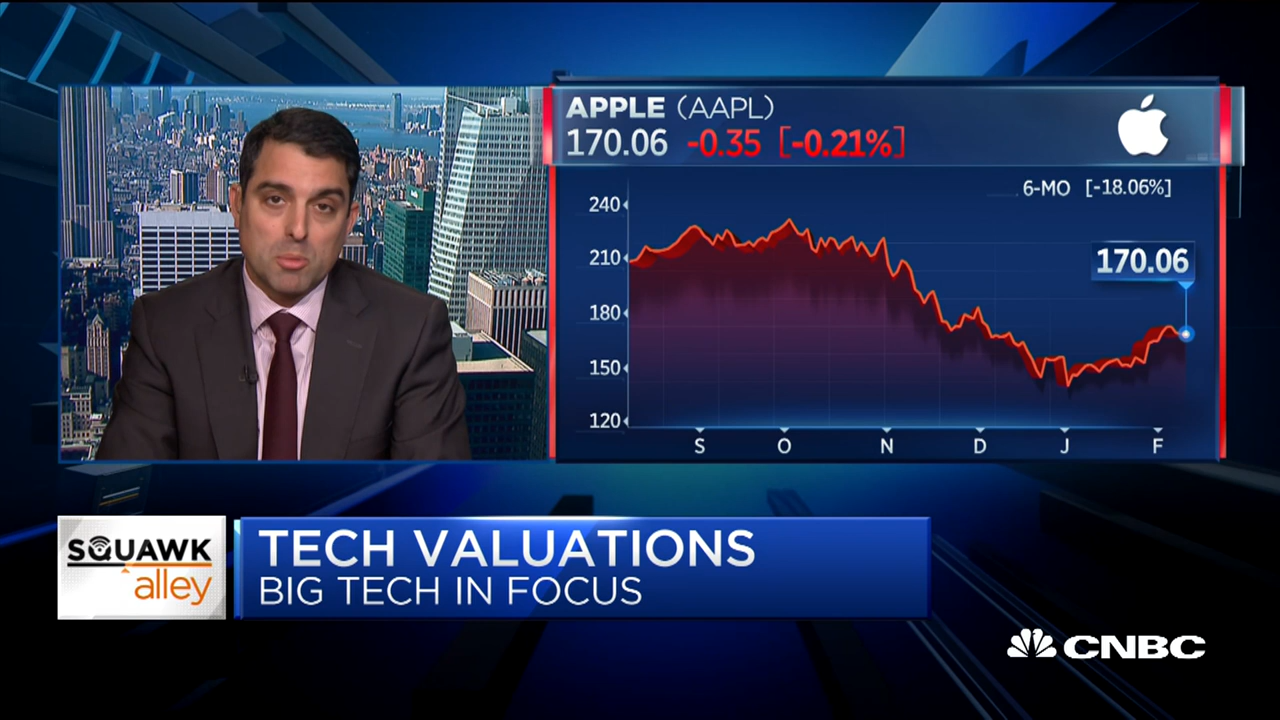 APPLE (AAPL)
170.06 -0.35 [-0.21%]
6-MO [-18.06%]
240
210
180
150
120
170.06
S O N D J F
SQUAWK
alley
TECH VALUATIONS
BIG TECH IN FOCUS
CNBC